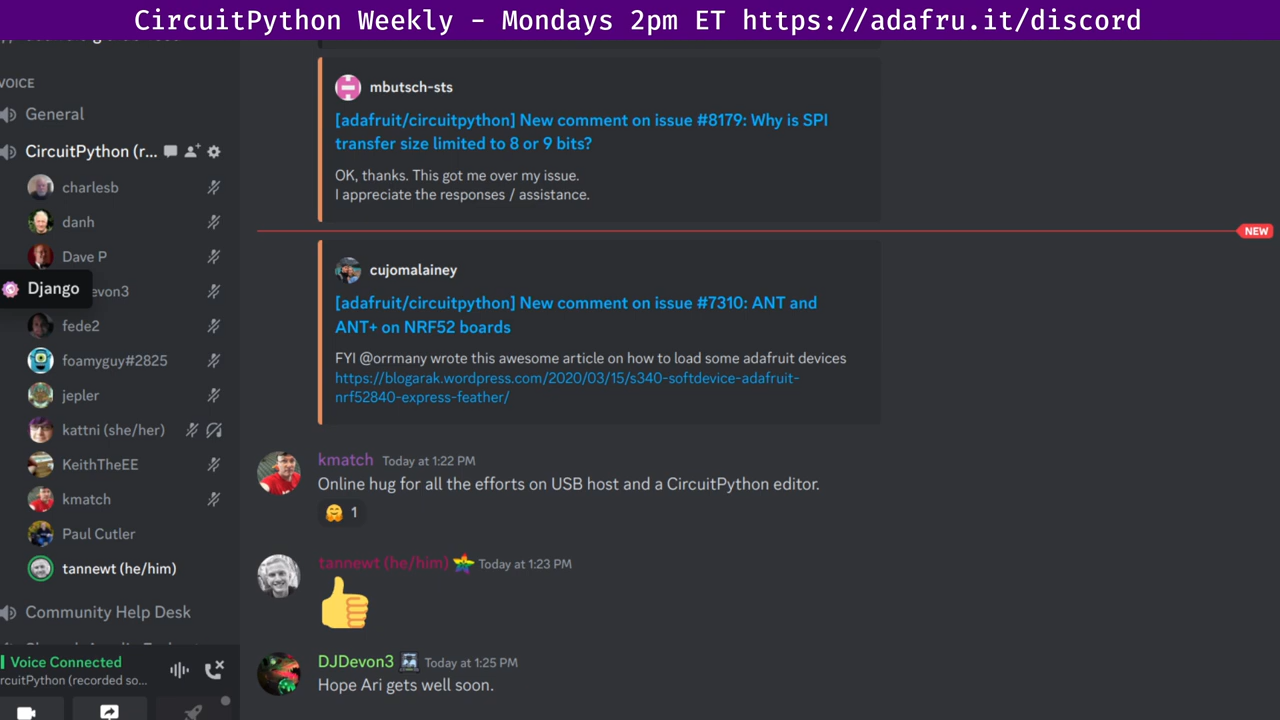 CircuitPython Weekly - Mondays 2pm ET https://adafru.it/discord
VOICE
General
CircuitPython (r...
charlesb
danh
Dave P
Django
evon3
fede2
foamyguy#2825
jepler
kattni (she/her)
KeithTheEE
kmatch
Paul Cutler
tannewt (he/him)
Community Help Desk
Voice Connected
rcuitPython (recorded so...
mbutsch-sts
[adafruit/circuitpython] New comment on issue #8179: Why is SPI
transfer size limited to 8 or 9 bits?
OK, thanks. This got me over my issue.
I appreciate the responses / assistance.
NEW
cujomalainey
[adafruit/circuitpython] New comment on issue #7310: ANT and
ANT+ on NRF52 boards
FYI @orrmany wrote this awesome article on how to load some adafruit devices
https://blogarak.wordpress.com/2020/03/15/s340-softdevice-adafruit-
nrf52840-express-feather/
kmatch Today at 1:22 PM
Online hug for all the efforts on USB host and a CircuitPython editor.
1
tannewt (he/him) Today at 1:23 PM
DJDevon3 Today at 1:25 PM
Hope Ari gets well soon.